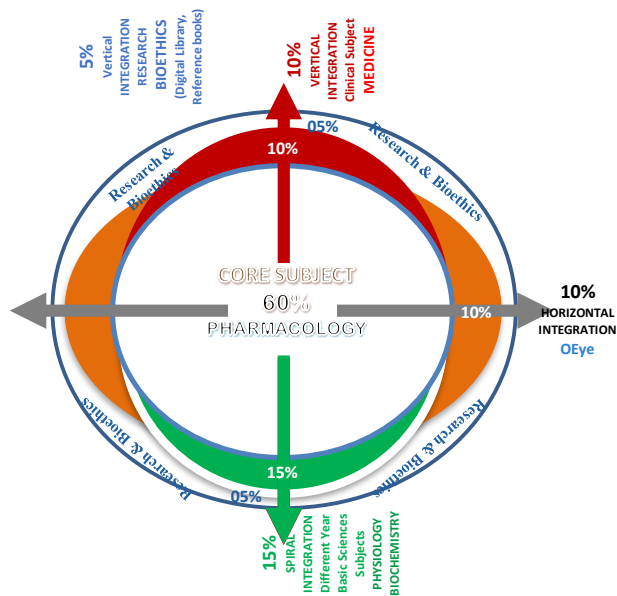 5%
Vertical
INTEGRATION
RESEARCH
BIOETHICS
(Digital Library,
Reference books)
10%
VERTICAL
INTEGRATION
Clinical Subject
MEDICINE
05%
10%
Research &
Bioethics
Research & Bioethics
CORE SUBJECT
60%
PHARMACOLOGY
10%
10%
HORIZONTAL
INTEGRATION
OEye
Research & Bioethics
Research & Bioethics
15%
05%
15%
SPIRAL
INTEGRATION
Different Year
Basic Sciences
Subjects
PHYSIOLOGY
BIOCHEMISTRY